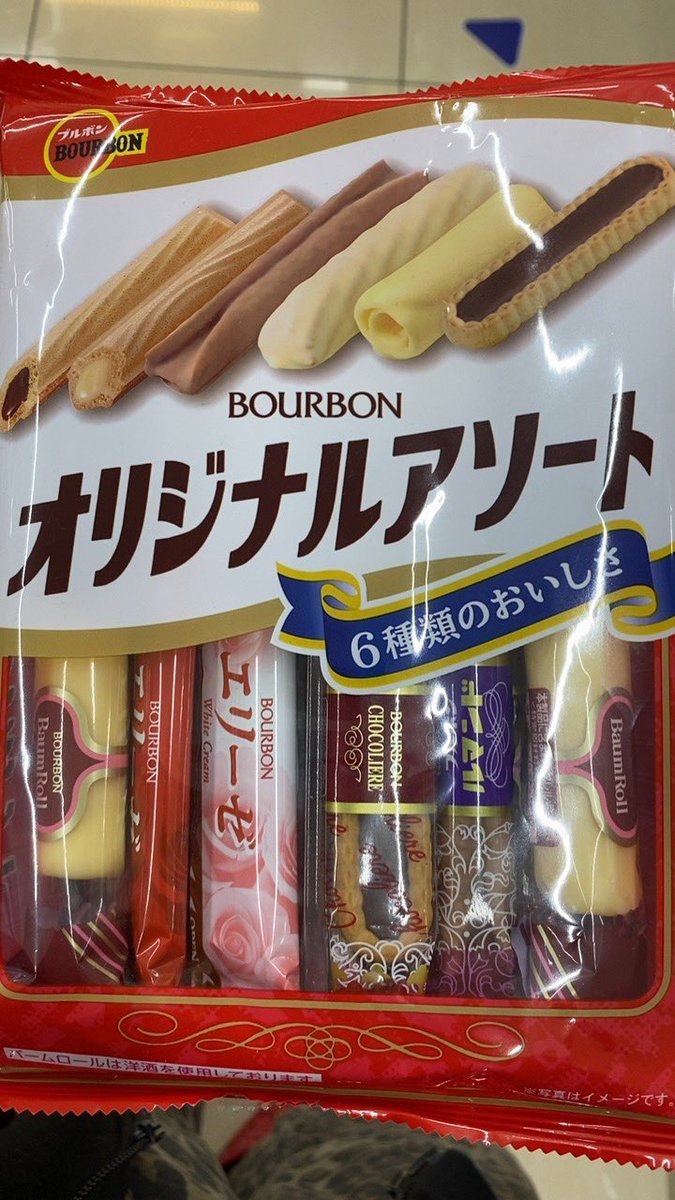 ブルボン
BOURBON
BOURBON
オリジナルアソート
6種類のおいしさ
BOURBON
BaumRoll
BOURBON
BOURBON
エリーゼ
White Cream
BOURBON
CHOCOLIERE
BaumRoll
バームロールは洋酒を使用しております
※写真はイメージです。